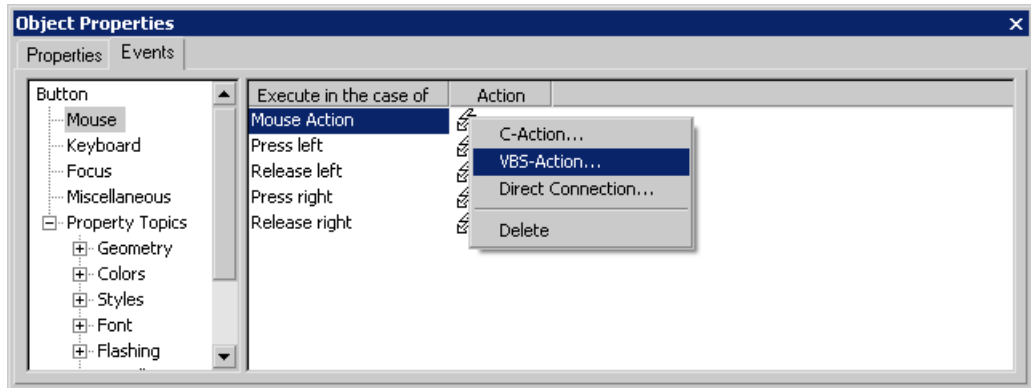 Object Properties
Properties Events
Button
Mouse
Keyboard
Focus
Miscellaneous
Property Topics
Geometry
Colors
Styles
Font
Flashing
Execute in the case of Action
Mouse Action
Press left
Release left
Press right
Release right
C-Action...
VBS-Action...
Direct Connection...
Delete